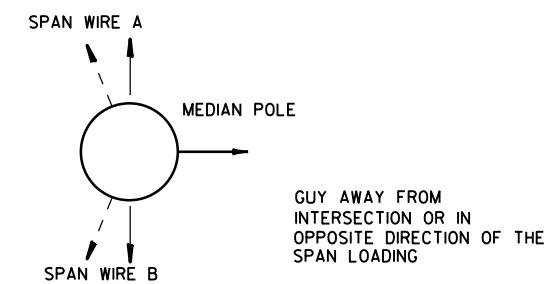 SPAN WIRE A
MEDIAN POLE
GUY AWAY FROM
INTERSECTION OR IN
OPPOSITE DIRECTION OF THE
SPAN LOADING
SPAN WIRE B